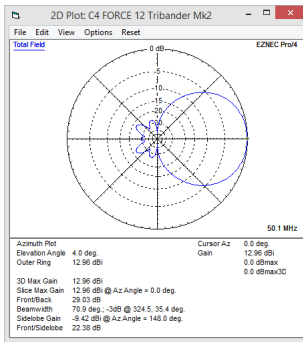 2D Plot: C4 FORCE 12 Tribander Mk2
File Edit View Options Reset
Total Field
EZNEC Pro/4
0 dB
-5
-10
-15
-20
50.1 MHz
Azimuth Plot
Elevation Angle 4.0 deg.
Outer Ring 12.96 dBi
Cursor Az 0.0 deg.
Gain 12.96 dBi
0.0 dBmax
0.0 dBmax3D
3D Max Gain 12.96 dBi
Slice Max Gain 12.96 dBi @ Az Angle = 0.0 deg.
Front/Back 29.03 dB
Beamwidth 70.9 deg.; -3dB @ 324.5, 35.4 deg.
Sidelobe Gain -9.42 dBi @ Az Angle = 148.0 deg.
Front/Sidelobe 22.38 dB